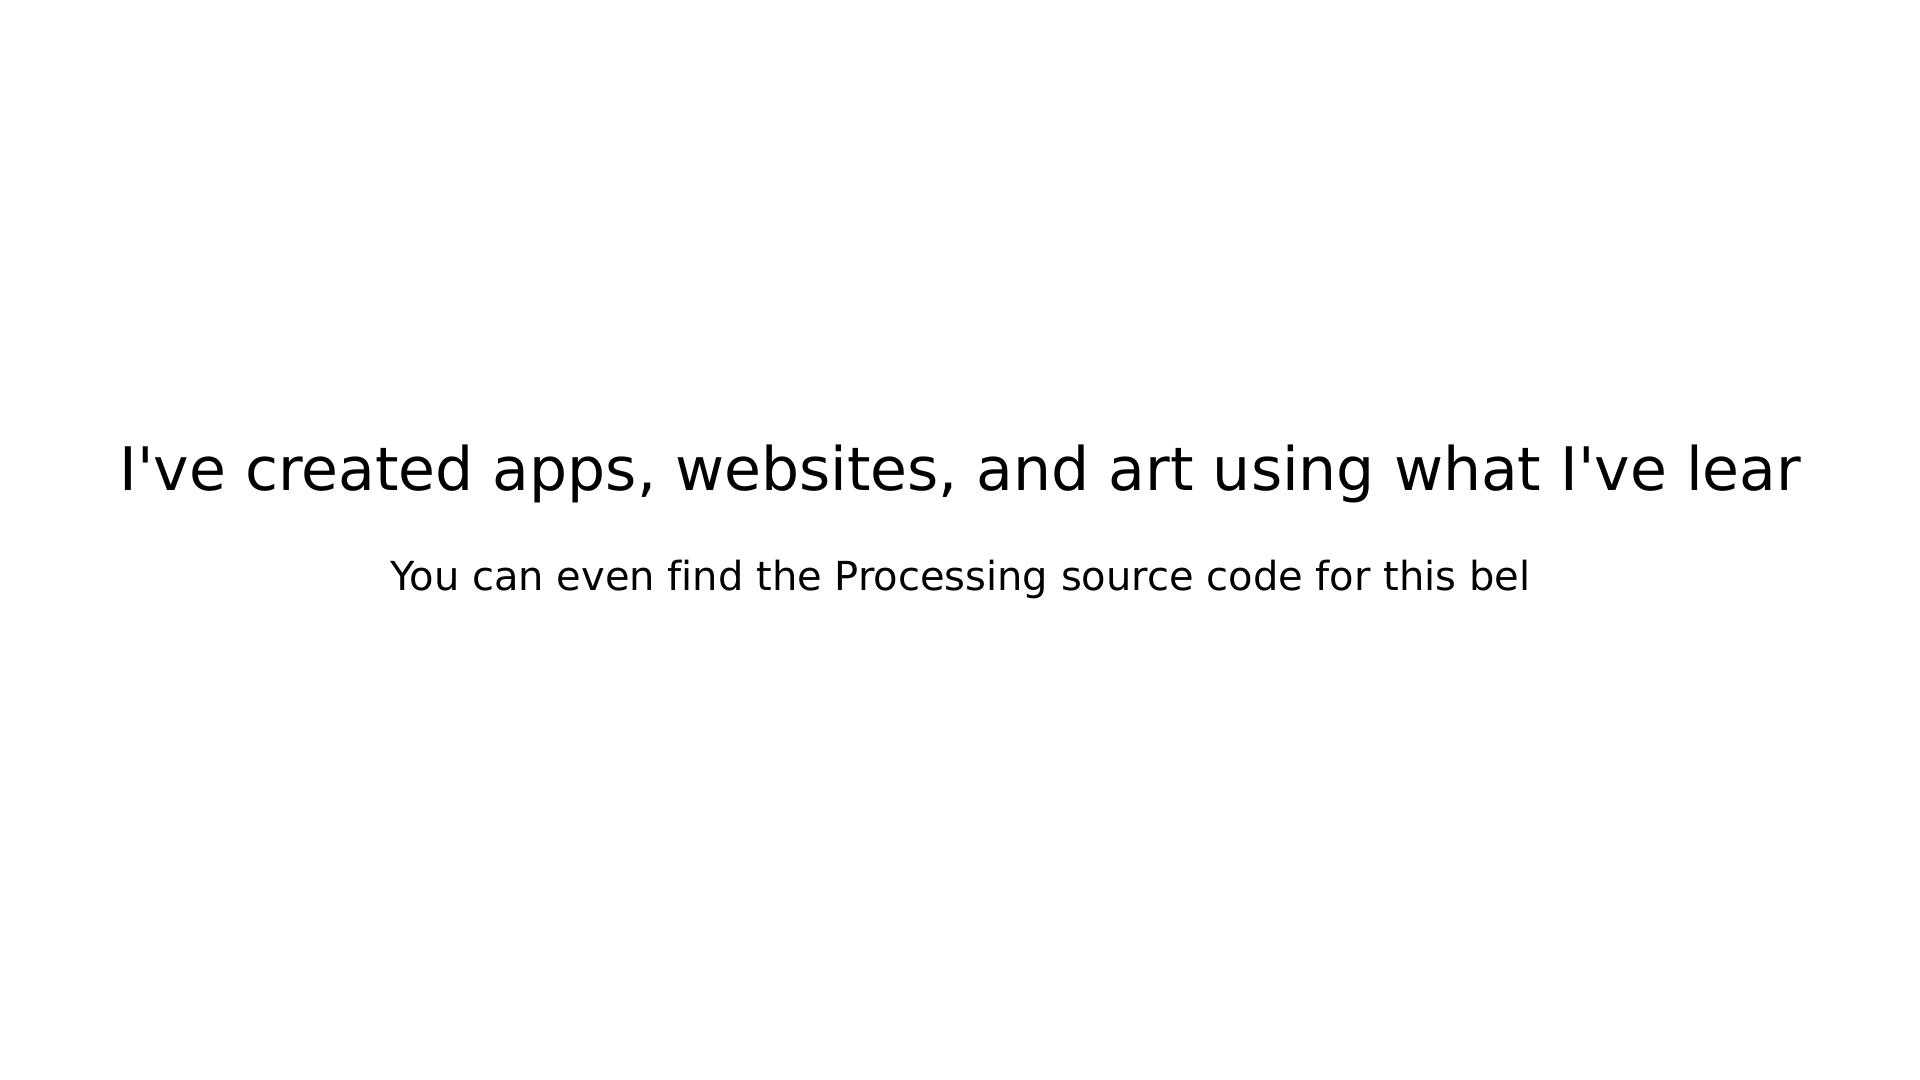 I've created apps, websites, and art using what I've lear
You can even find the Processing source code for this bel